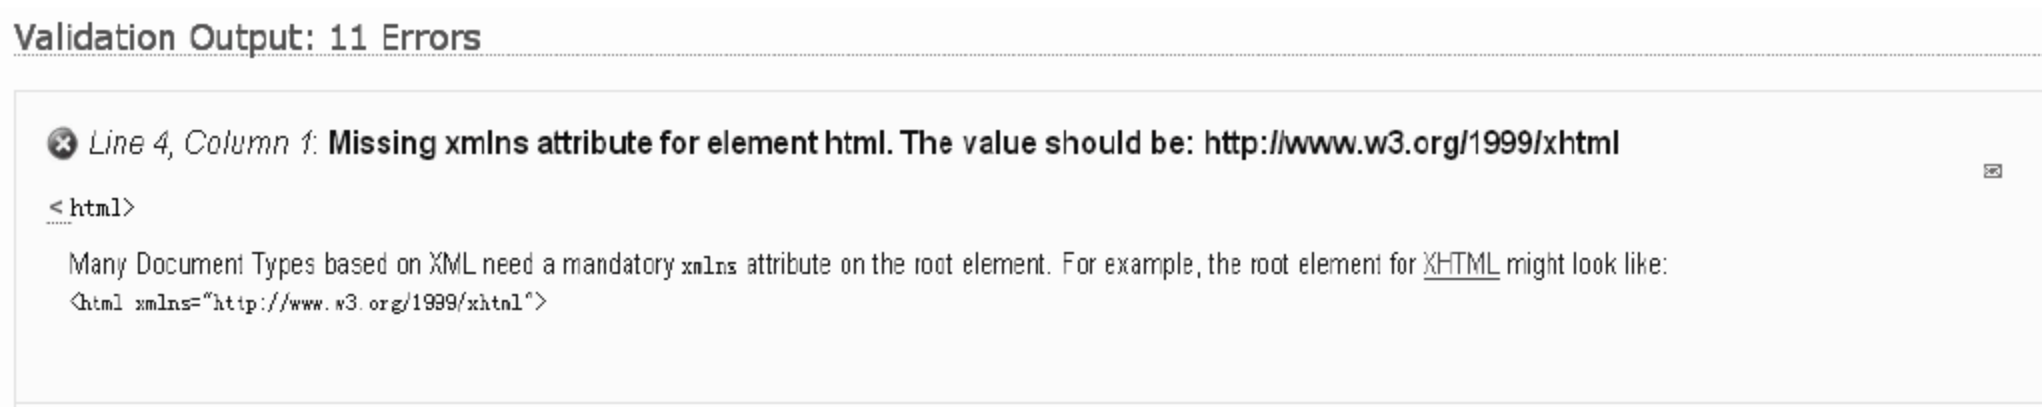 Validation Output: 11 Errors
Line 4, Column 1: Missing xmlns attribute for element html. The value should be: http://www.w3.org/1999/xhtml
<html>
Many Document Types based on XML need a mandatory xmlns attribute on the root element. For example, the root element for XHTML might look like:
<html xmlns="http://www.w3.org/1999/xhtml">